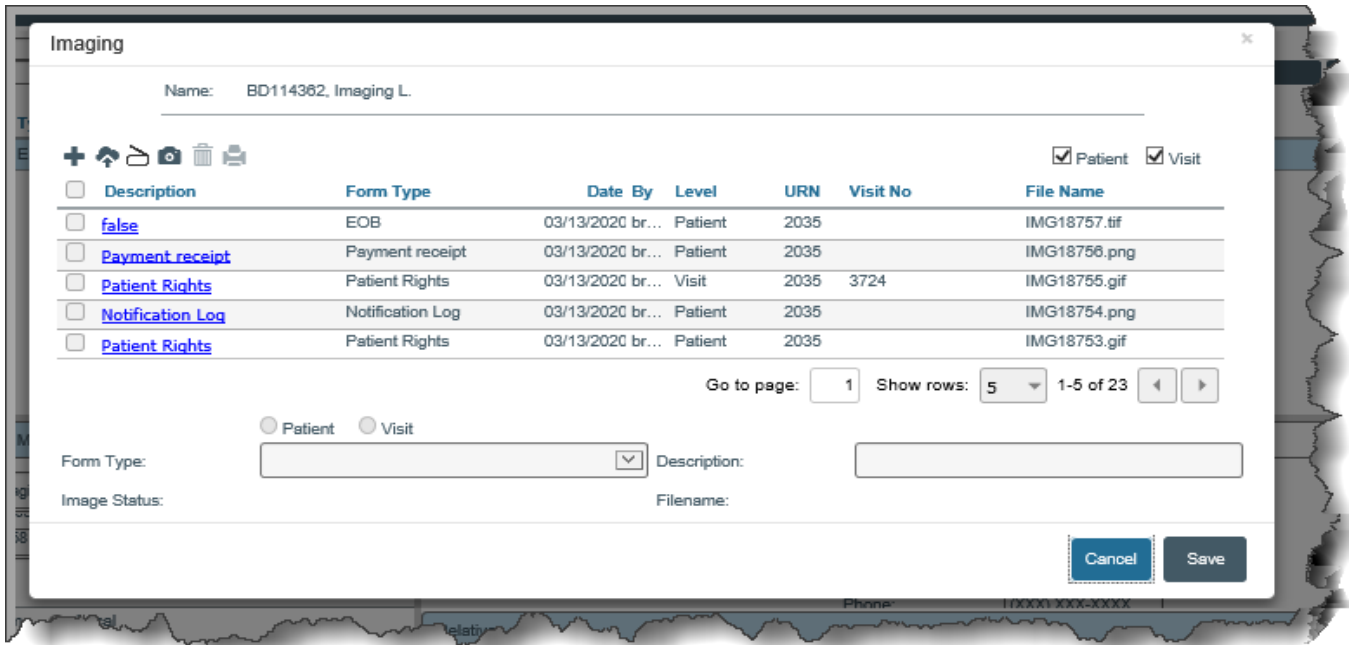 Imaging
×
Name: BD114362, Imaging L.
Patient Visit
Description Form Type Date By Level URN Visit No File Name
false EOB 03/13/2020 br... Patient 2035 IMG18757.tif
Payment receipt Payment receipt 03/13/2020 br... Patient 2035 IMG18756.png
Patient Rights Patient Rights 03/13/2020 br... Visit 2035 3724 IMG18755.gif
Notification Log Notification Log 03/13/2020 br... Patient 2035 IMG18754.png
Patient Rights Patient Rights 03/13/2020 br... Patient 2035 IMG18753.gif
Go to page: 1 Show rows: 5 1-5 of 23
Patient Visit
Form Type: Description:
Image Status: Filename:
Cancel Save
Phone: (XXX) XXX-XXXX